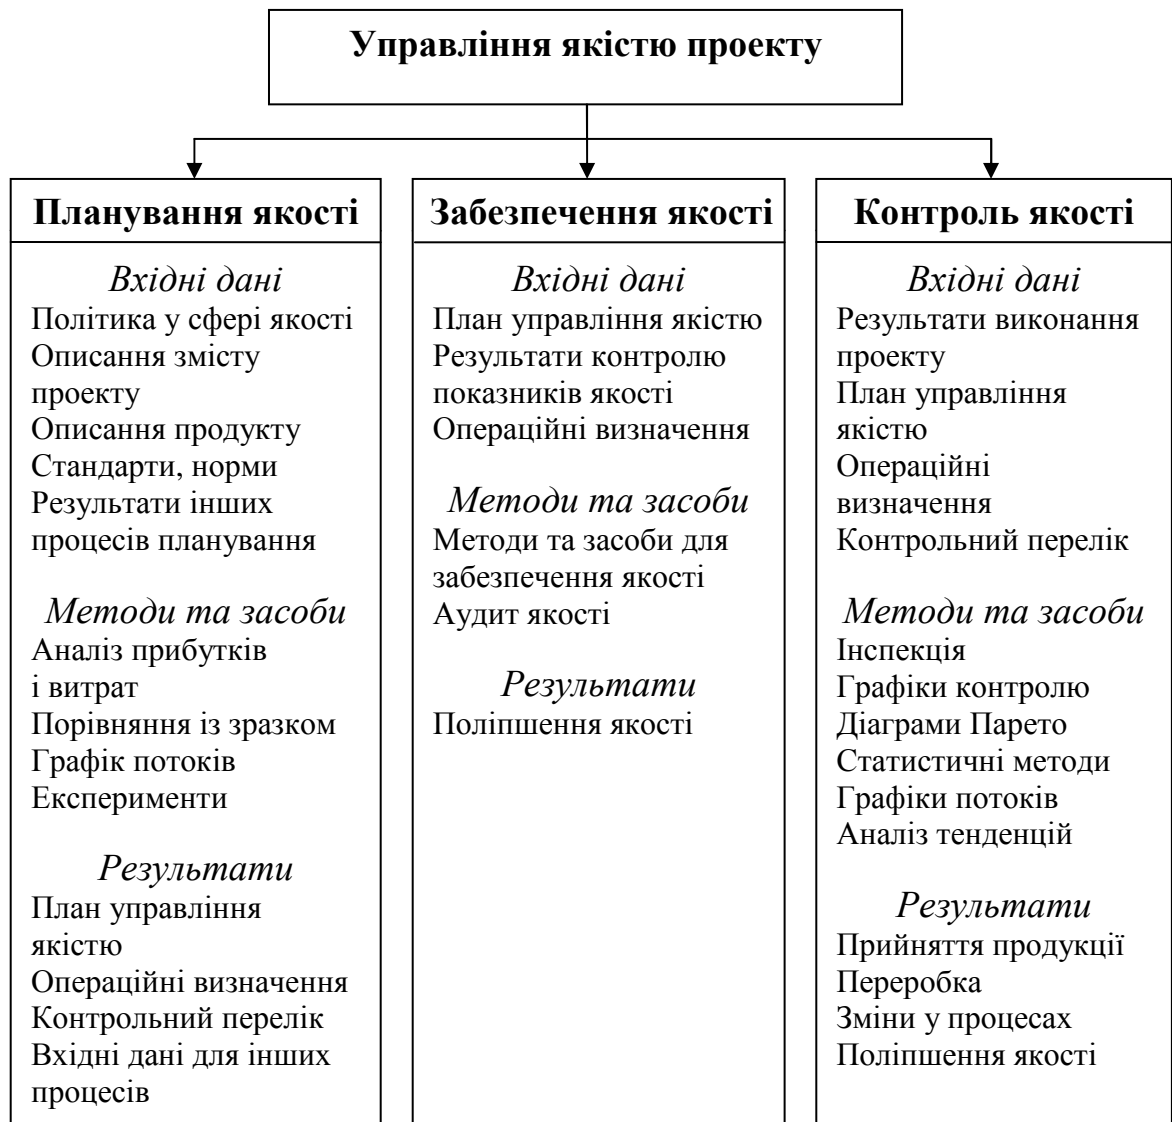 Управління якістю проекту
Планування якості
Вхідні дані
Політика у сфері якості
Описання змісту
проекту
Описання продукту
Стандарти, норми
Результати інших
процесів планування
Методи та засоби
Аналіз прибутків
і витрат
Порівняння із зразком
Графік потоків
Експерименти
Результати
План управління
якістю
Операційні визначення
Контрольний перелік
Вхідні дані для інших
процесів
Забезпечення якості
Вхідні дані
План управління якістю
Результати контролю
показників якості
Операційні визначення
Методи та засоби
Методи та засоби для
забезпечення якості
Аудит якості
Результати
Поліпшення якості
Контроль якості
Вхідні дані
Результати виконання
проекту
План управління
якістю
Операційні
визначення
Контрольний перелік
Методи та засоби
Інспекція
Графіки контролю
Діаграми Парето
Статистичні методи
Графіки потоків
Аналіз тенденцій
Результати
Прийняття продукції
Переробка
Зміни у процесах
Поліпшення якості